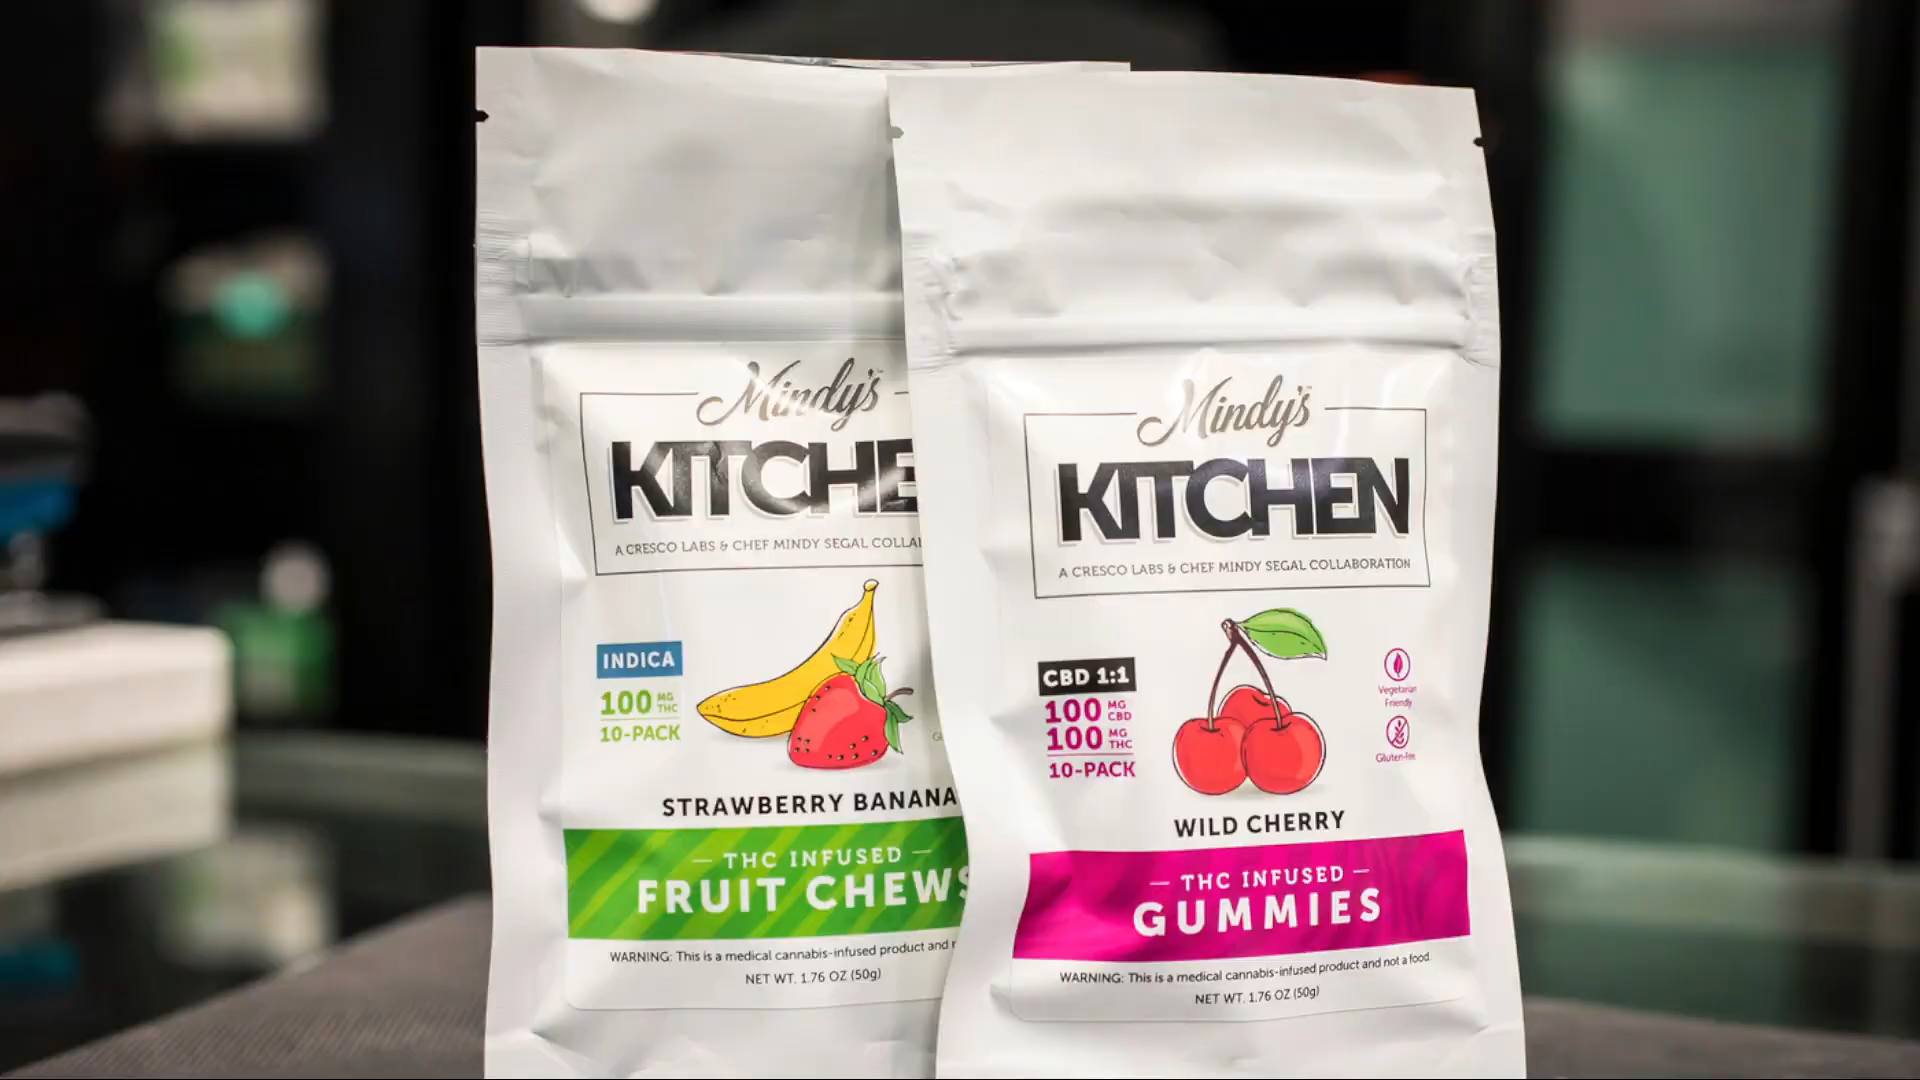 Mindy's
KITCHE
A CRESCO LABS & CHEF MINDY SEGAL COLLA
INDICA
100 MG THC
10-PACK
STRAWBERRY BANANA
THC INFUSED
FRUIT CHEWS
WARNING: This is a medical cannabis-infused product and
NET WT. 1.76 OZ (50g)
Mindy's
KITCHEN
A CRESCO LABS & CHEF MINDY SEGAL COLLABORATION
CBD 1:1
100 MG CBD
100 MG THC
10-PACK
Vegetarian
Friendly
Gluten-free
WILD CHERRY
THC INFUSED
GUMMIES
WARNING: This is a medical cannabis-infused product and not a food.
NET WT. 1.76 OZ (50g)